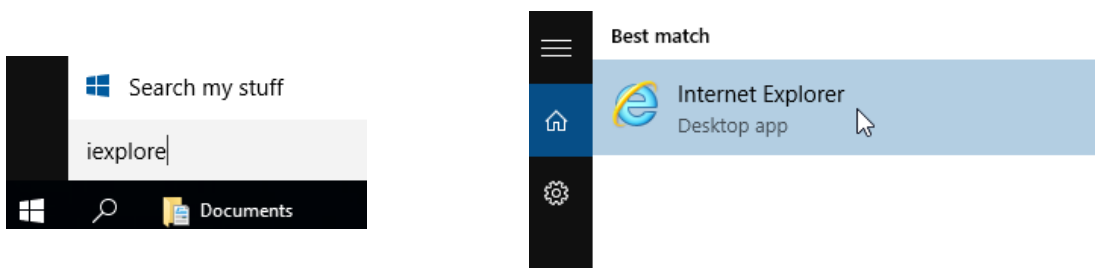 Search my stuff
iexplore
Documents
Best match
Internet Explorer
Desktop app